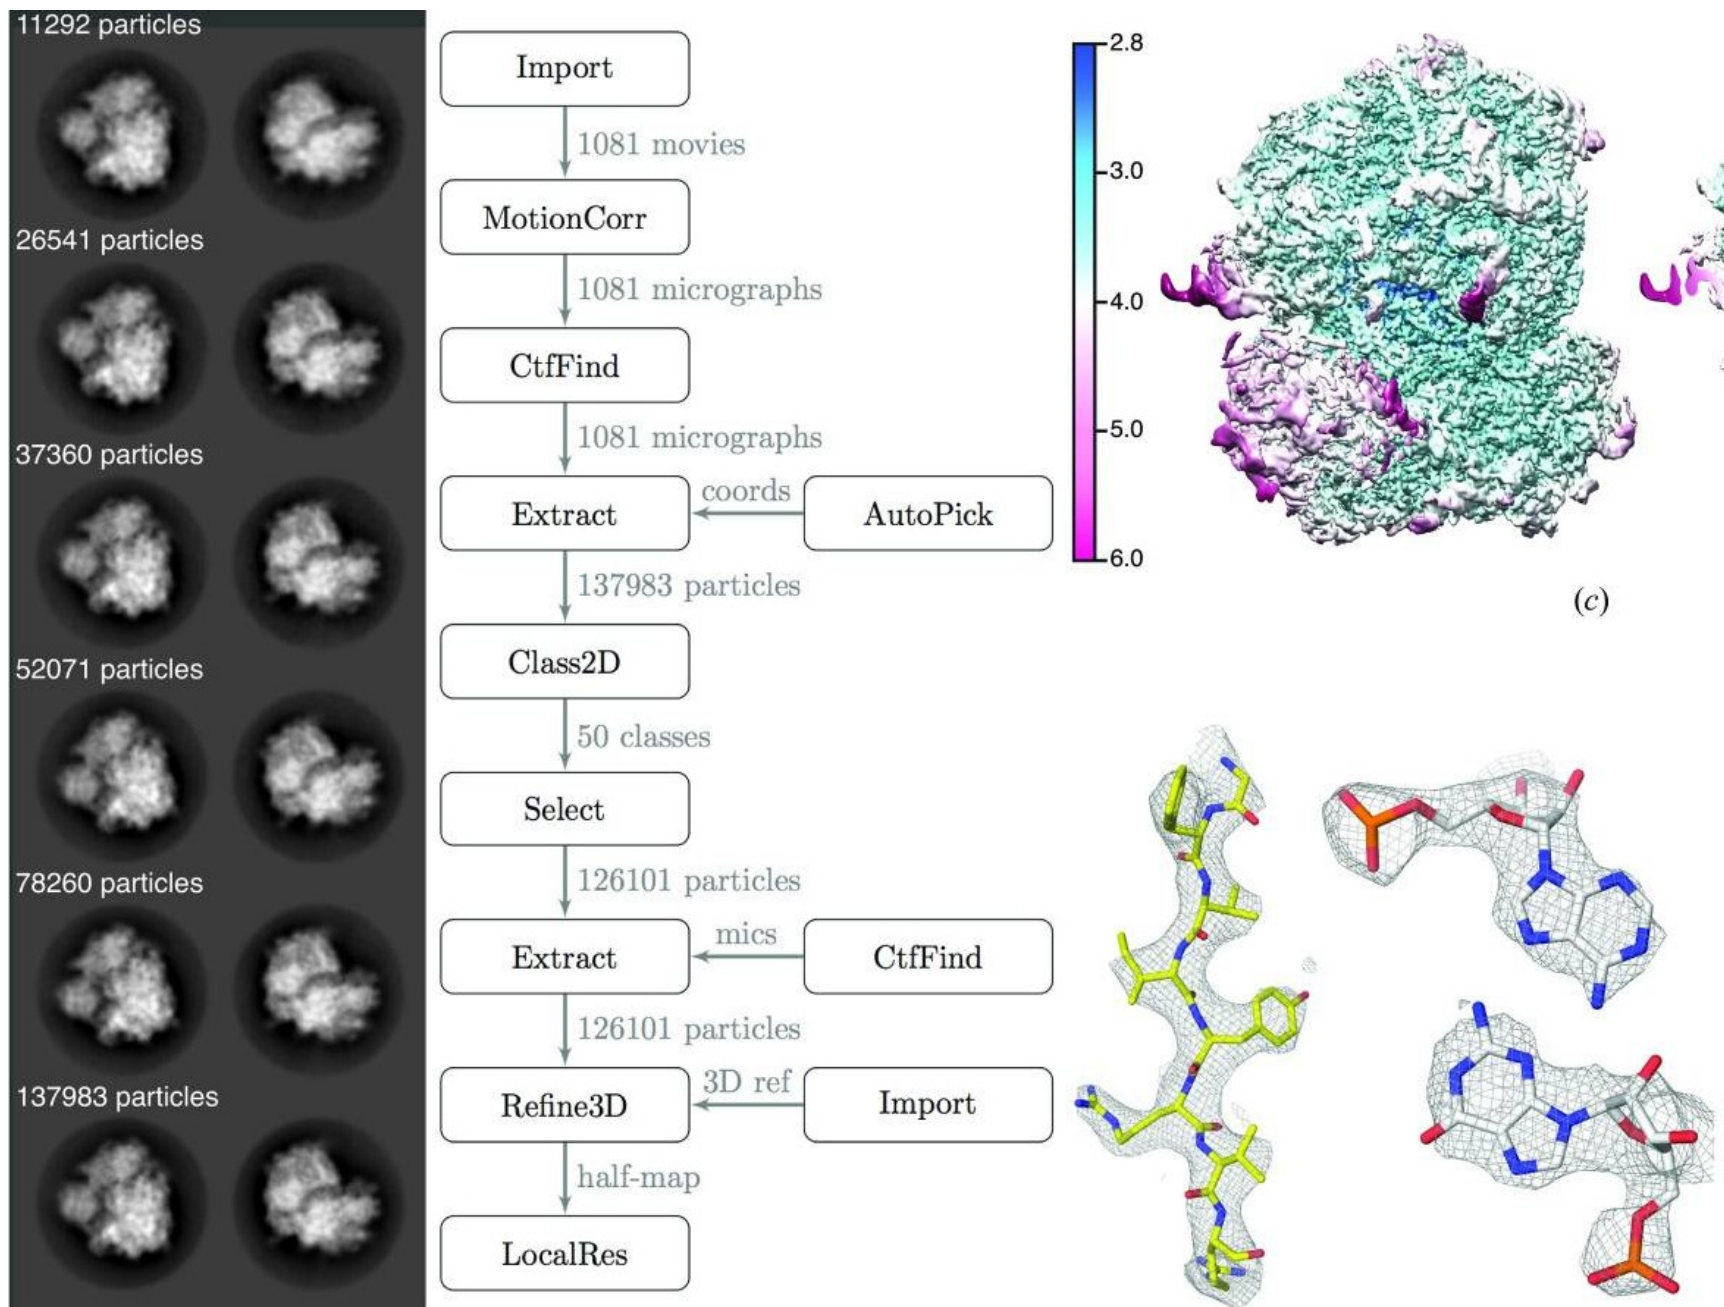 11292 particles
26541 particles
37360 particles
52071 particles
78260 particles
137983 particles
Import
1081 movies
MotionCorr
1081 micrographs
CtfFind
1081 micrographs
Extract
coords
AutoPick
137983 particles
Class2D
50 classes
Select
126101 particles
Extract
mics
CtfFind
126101 particles
Refine3D
3D ref
Import
half-map
LocalRes
2.8
3.0
4.0
5.0
6.0
(c)